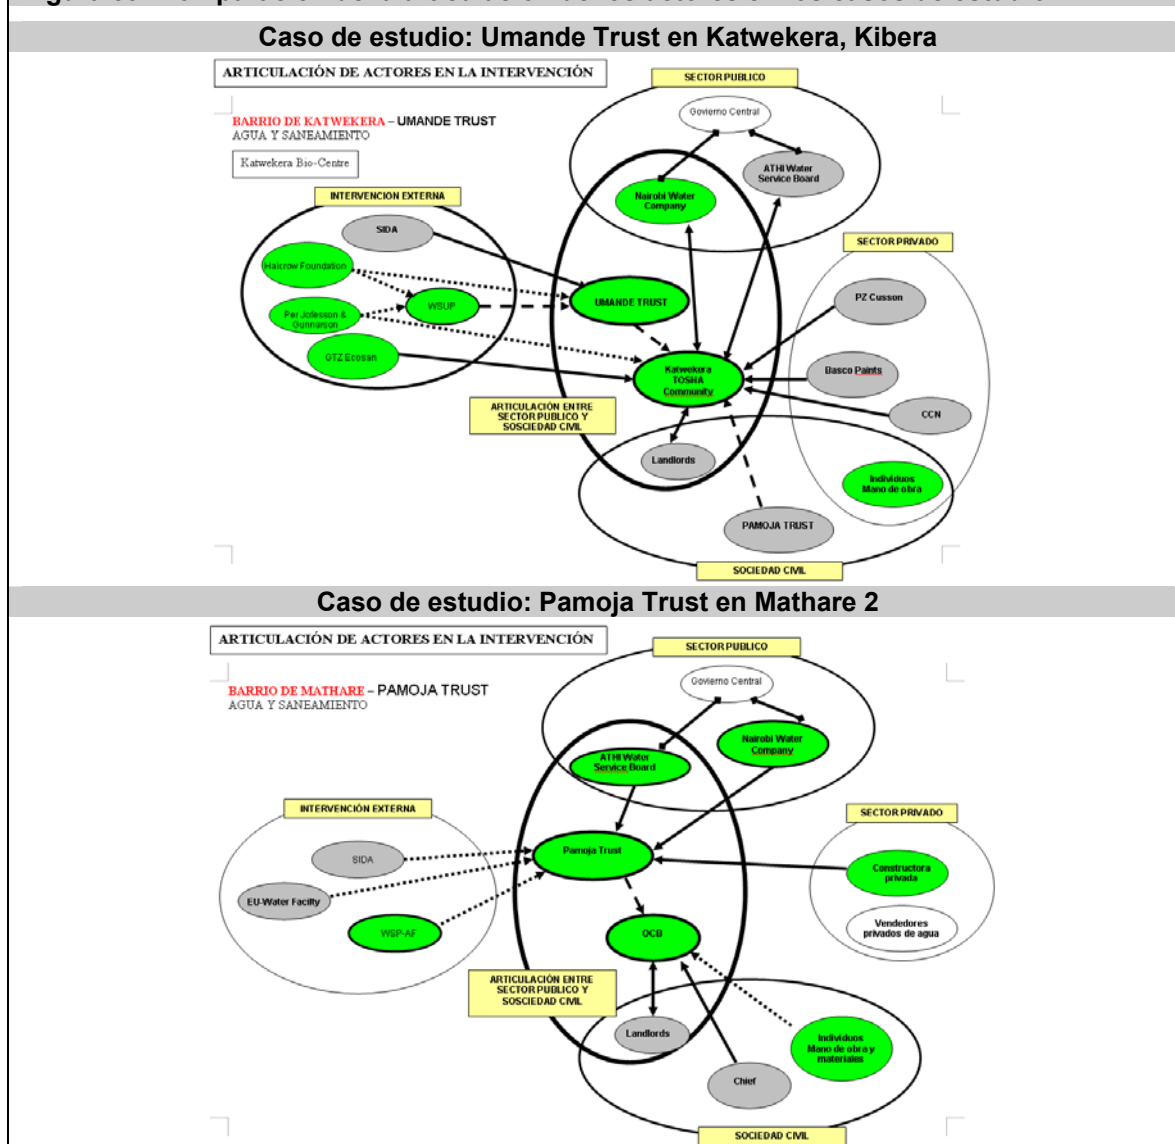 Caso de estudio: Umande Trust en Katwekera, Kibera
ARTICULACIÓN DE ACTORES EN LA INTERVENCIÓN
SECTOR PUBLICO
Govierno Central
BARRIO DE KATWEKERA – UMANDE TRUST
AGUA Y SANEAMIENTO
Katwekera Bio-Centre
ATHI Water
Service Board
INTERVENCION EXTERNA
Nairobi Water
Company
SIDA
SECTOR PRIVADO
Halcrow Foundation
PZ Cusson
UMANDE TRUST
WSUP
Per Jofesson &
Gunnarson
GTZ Ecosan
Katwekera
TOSHA
Community
Basco Paints
ARTICULACIÓN ENTRE
SECTOR PUBLICO Y
SOSCIEDAD CIVIL
CCN
Landlords
Individuos
Mano de obra
PAMOJA TRUST
SOCIEDAD CIVIL
Caso de estudio: Pamoja Trust en Mathare 2
ARTICULACIÓN DE ACTORES EN LA INTERVENCIÓN
SECTOR PUBLICO
Govierno Central
BARRIO DE MATHARE – PAMOJA TRUST
AGUA Y SANEAMIENTO
Nairobi Water
Company
ATHI Water
Service Board
INTERVENCIÓN EXTERNA
SECTOR PRIVADO
SIDA
Pamoja Trust
Constructora
privada
EU-Water Facilty
Vendedores
privados de agua
WSP-AF
OCB
ARTICULACIÓN ENTRE
SECTOR PUBLICO Y
SOSCIEDAD CIVIL
Landlords
Individuos
Mano de obra y
materiales
Chief
SOCIEDAD CIVIL